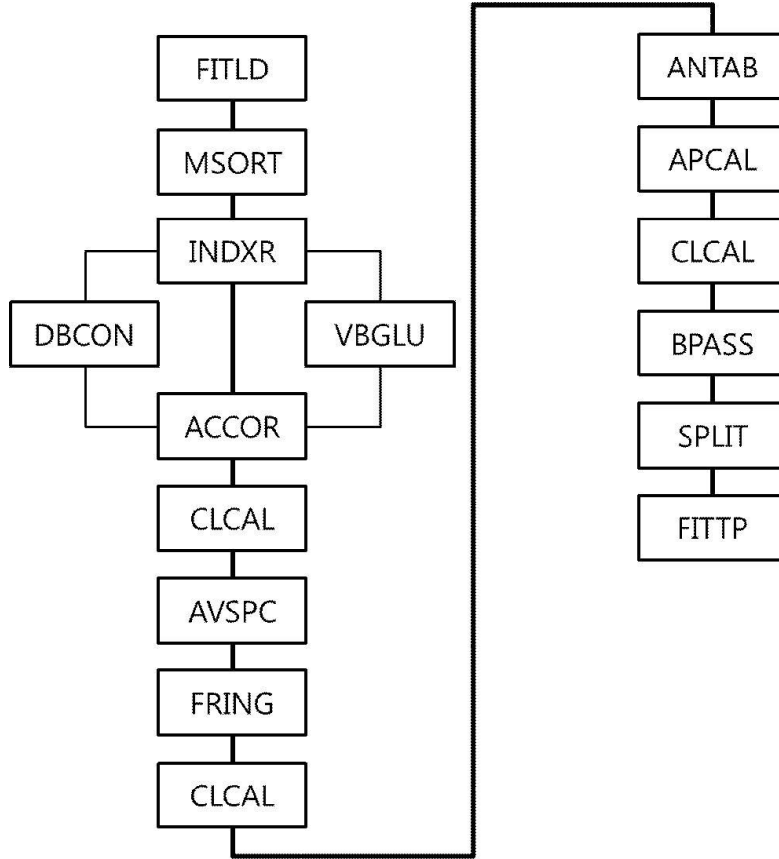 FITLD
MSORT
INDXR
DBCON
VBGLU
ACCOR
CLCAL
AVSPC
FRING
CLCAL
ANTAB
APCAL
CLCAL
BPASS
SPLIT
FITTP